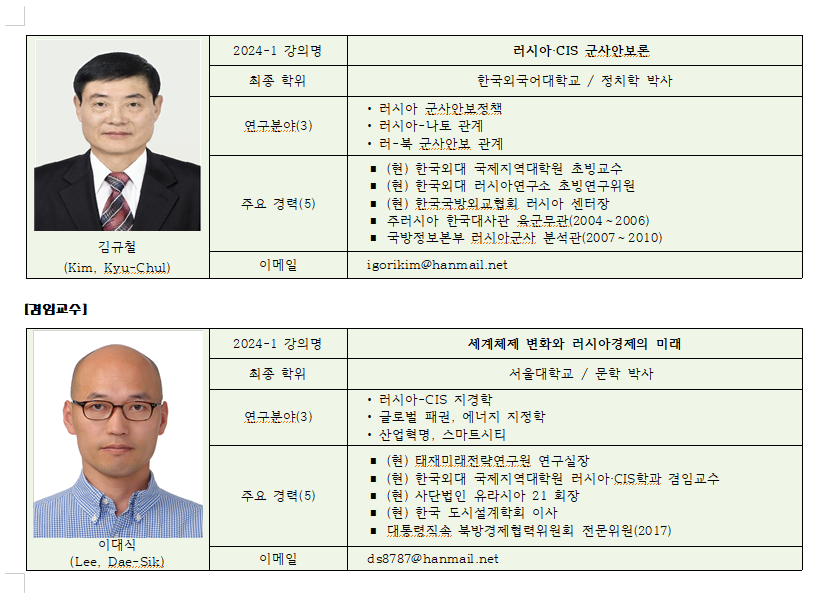 2024-1 강의명
러시아·CIS 군사안보론
최종 학위
한국외국어대학교 / 정치학 박사
연구분야(3)
• 러시아 군사안보정책
• 러시아-나토 관계
• 러-북 군사안보 관계
주요 경력(5)
■ (현) 한국외대 국제지역대학원 초빙교수
■ (현) 한국외대 러시아연구소 초빙연구위원
■ (현) 한국국방외교협회 러시아 센터장
■ 주러시아 한국대사관 육군무관(2004~2006)
■ 국방정보본부 러시아군사 분석관(2007~2010)
김규철
(Kim, Kyu-Chul)
이메일
igorikim@hanmail.net
[겸임교수]
2024-1 강의명
세계체제 변화와 러시아경제의 미래
최종 학위
서울대학교 / 문학 박사
연구분야(3)
• 러시아-CIS 지경학
• 글로벌 패권, 에너지 지정학
• 산업혁명, 스마트시티
주요 경력(5)
■ (현) 태재미래전략연구원 연구실장
■ (현) 한국외대 국제지역대학원 러시아·CIS학과 겸임교수
■ (현) 사단법인 유라시아 21 회장
■ (현) 한국 도시설계학회 이사
■ 대통령직속 북방경제협력위원회 전문위원(2017)
이대식
(Lee, Dae-Sik)
이메일
ds8787@hanmail.net